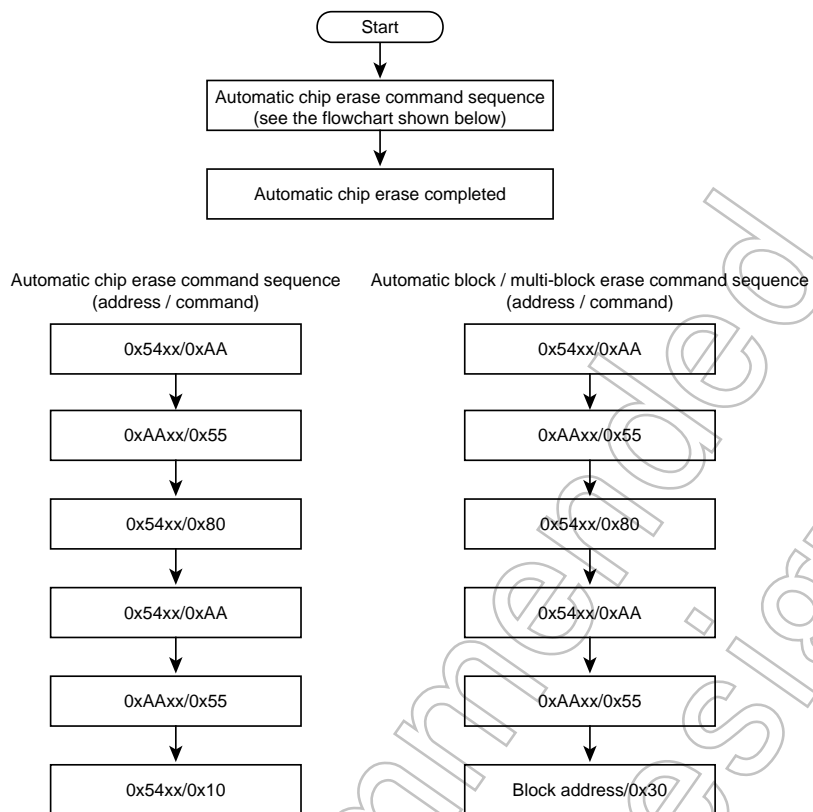 Start
Automatic chip erase command sequence
(see the flowchart shown below)
Automatic chip erase completed
Automatic chip erase command sequence
(address / command)
0x54xx/0xAA
0xAAxx/0x55
0x54xx/0x80
0x54xx/0xAA
0xAAxx/0x55
0x54xx/0x10
Automatic block / multi-block erase command sequence
(address / command)
0x54xx/0xAA
0xAAxx/0x55
0x54xx/0x80
0x54xx/0xAA
0xAAxx/0x55
Block address/0x30